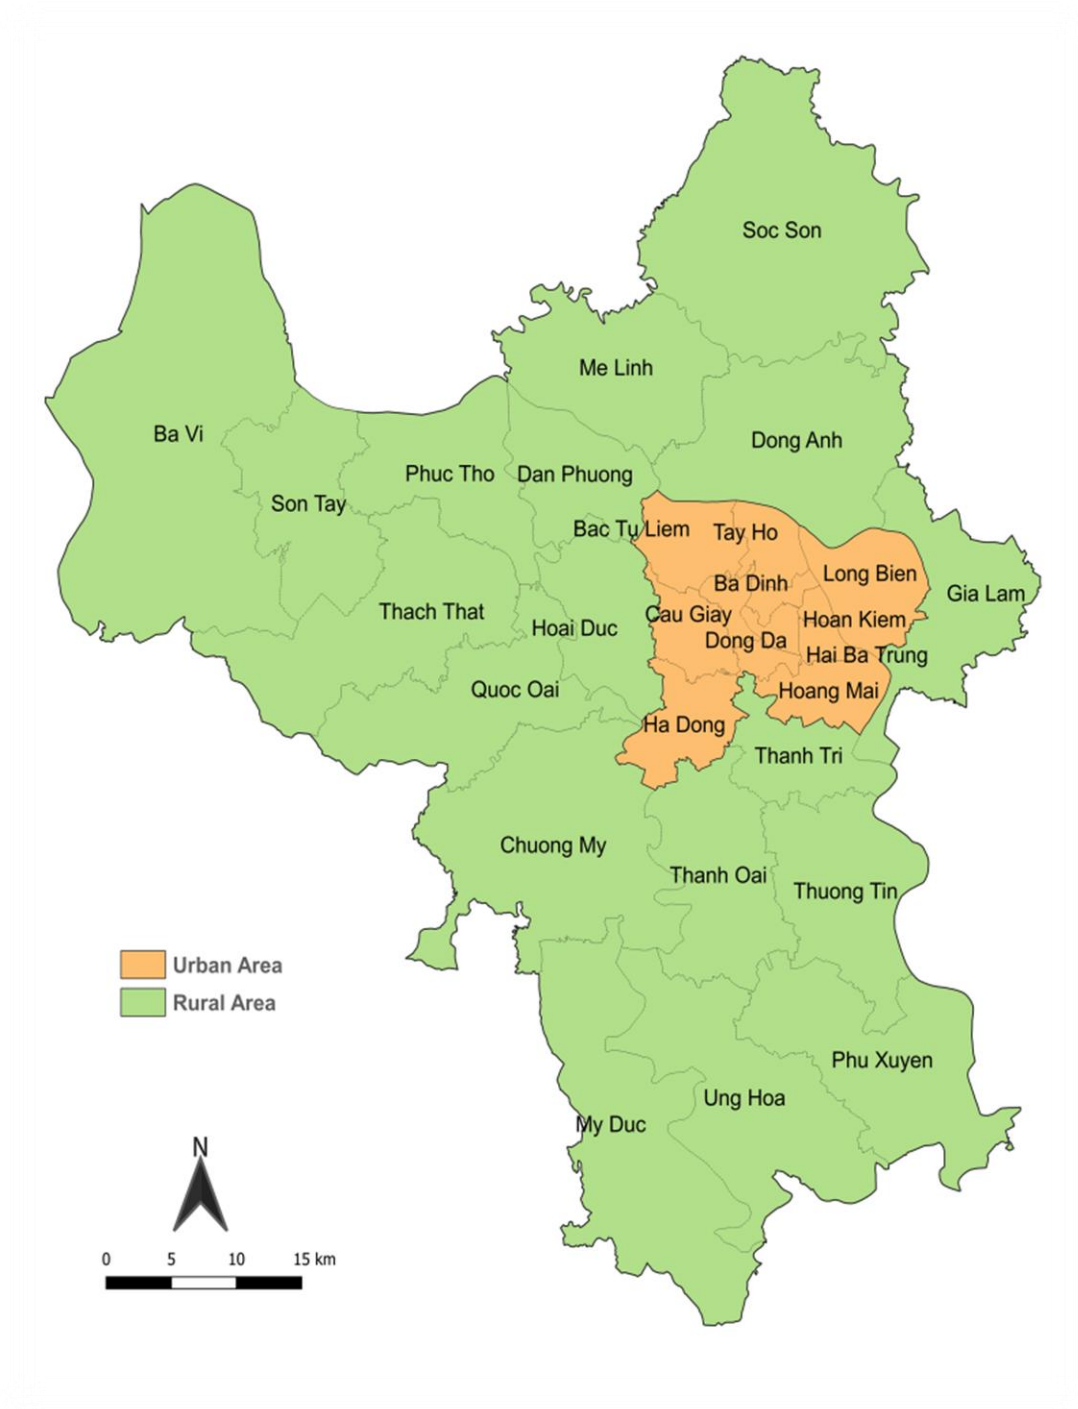 Soc Son
Me Linh
Ba Vi
Dong Anh
Phuc Tho
Dan Phuong
Son Tay
Bac Tu Liem
Tay Ho
Long Bien
Ba Dinh
Gia Lam
Thach That
Cau Giay
Hoan Kiem
Hoai Duc
Dong Da
Hai Ba Trung
Quoc Oai
Hoang Mai
Ha Dong
Thanh Tri
Chuong My
Thanh Oai
Thuong Tin
Urban Area
Rural Area
Phu Xuyen
Ung Hoa
My Duc
N
0 5 10 15 km